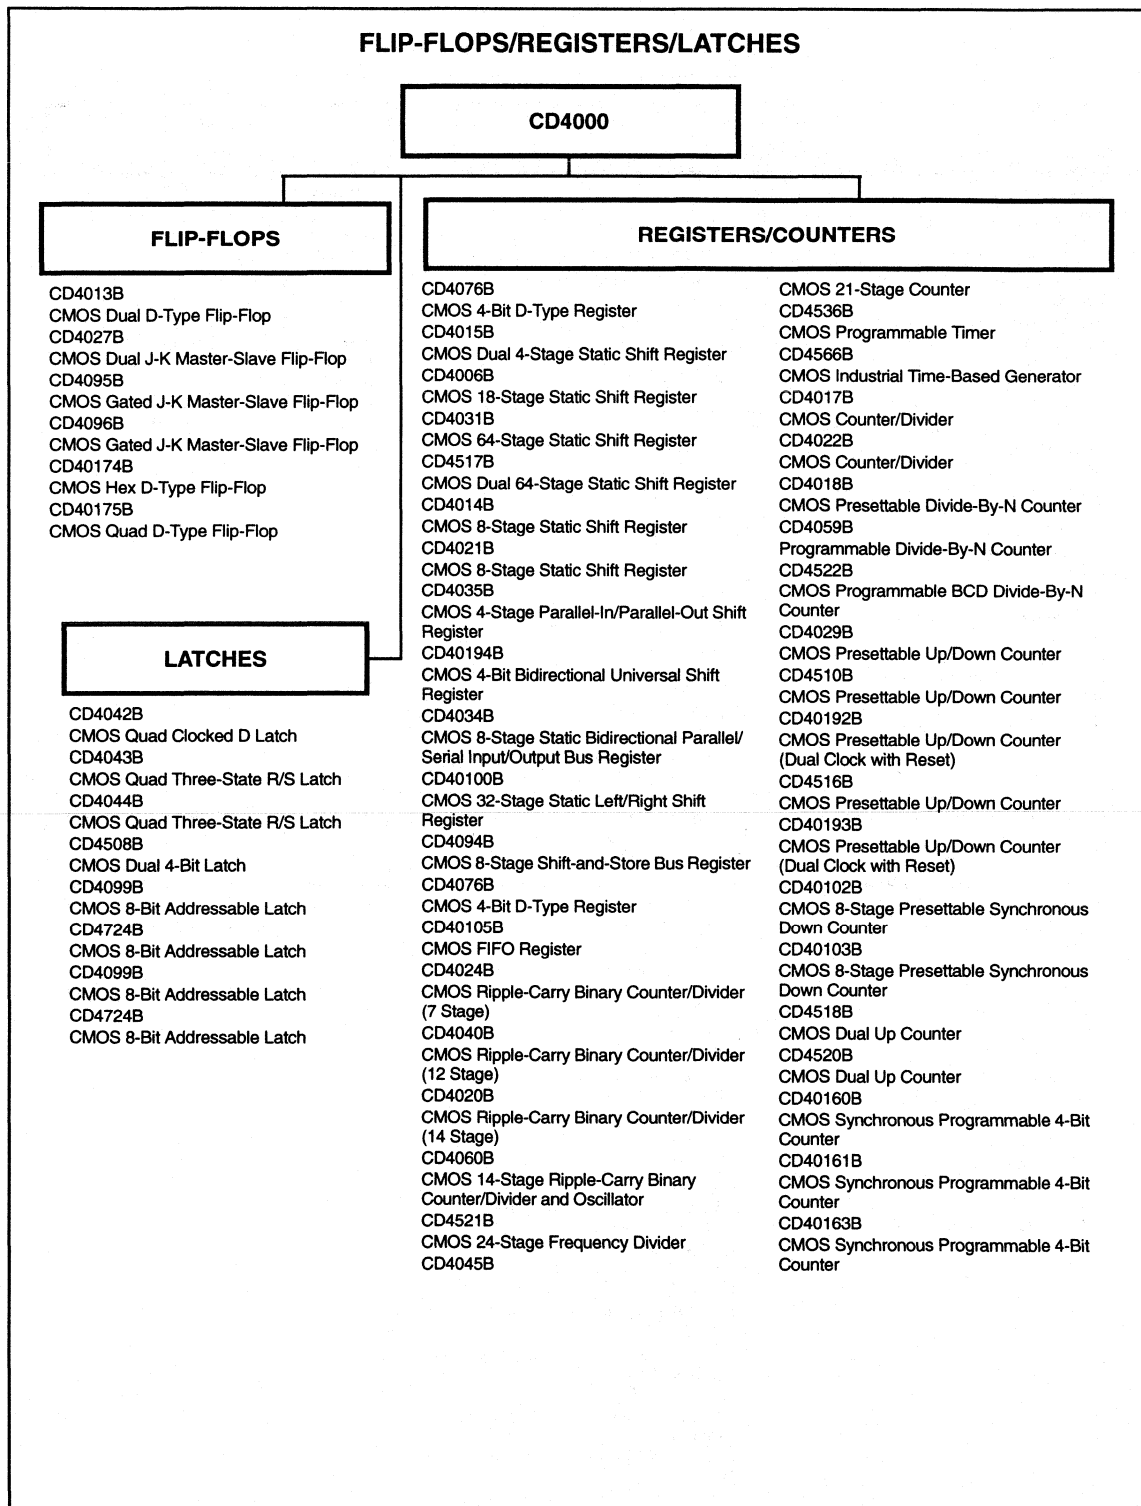 FLIP-FLOPS/REGISTERS/LATCHES
CD4000
FLIP-FLOPS
CD4013B
CMOS Dual D-Type Flip-Flop
CD4027B
CMOS Dual J-K Master-Slave Flip-Flop
CD4095B
CMOS Gated J-K Master-Slave Flip-Flop
CD4096B
CMOS Gated J-K Master-Slave Flip-Flop
CD40174B
CMOS Hex D-Type Flip-Flop
CD40175B
CMOS Quad D-Type Flip-Flop
LATCHES
CD4042B
CMOS Quad Clocked D Latch
CD4043B
CMOS Quad Three-State R/S Latch
CD4044B
CMOS Quad Three-State R/S Latch
CD4508B
CMOS Dual 4-Bit Latch
CD4099B
CMOS 8-Bit Addressable Latch
CD4724B
CMOS 8-Bit Addressable Latch
CD4099B
CMOS 8-Bit Addressable Latch
CD4724B
CMOS 8-Bit Addressable Latch
REGISTERS/COUNTERS
CD4076B
CMOS 4-Bit D-Type Register
CD4015B
CMOS Dual 4-Stage Static Shift Register
CD4006B
CMOS 18-Stage Static Shift Register
CD4031B
CMOS 64-Stage Static Shift Register
CD4517B
CMOS Dual 64-Stage Static Shift Register
CD4014B
CMOS 8-Stage Static Shift Register
CD4021B
CMOS 8-Stage Static Shift Register
CD4035B
CMOS 4-Stage Parallel-In/Parallel-Out Shift
Register
CD40194B
CMOS 4-Bit Bidirectional Universal Shift
Register
CD4034B
CMOS 8-Stage Static Bidirectional Parallel/
Serial Input/Output Bus Register
CD40100B
CMOS 32-Stage Static Left/Right Shift
Register
CD4094B
CMOS 8-Stage Shift-and-Store Bus Register
CD4076B
CMOS 4-Bit D-Type Register
CD40105B
CMOS FIFO Register
CD4024B
CMOS Ripple-Carry Binary Counter/Divider
(7 Stage)
CD4040B
CMOS Ripple-Carry Binary Counter/Divider
(12 Stage)
CD4020B
CMOS Ripple-Carry Binary Counter/Divider
(14 Stage)
CD4060B
CMOS 14-Stage Ripple-Carry Binary
Counter/Divider and Oscillator
CD4521B
CMOS 24-Stage Frequency Divider
CD4045B
CMOS 21-Stage Counter
CD4536B
CMOS Programmable Timer
CD4566B
CMOS Industrial Time-Based Generator
CD4017B
CMOS Counter/Divider
CD4022B
CMOS Counter/Divider
CD4018B
CMOS Presettable Divide-By-N Counter
CD4059B
Programmable Divide-By-N Counter
CD4522B
CMOS Programmable BCD Divide-By-N
Counter
CD4029B
CMOS Presettable Up/Down Counter
CD4510B
CMOS Presettable Up/Down Counter
CD40192B
CMOS Presettable Up/Down Counter
(Dual Clock with Reset)
CD4516B
CMOS Presettable Up/Down Counter
CD40193B
CMOS Presettable Up/Down Counter
(Dual Clock with Reset)
CD40102B
CMOS 8-Stage Presettable Synchronous
Down Counter
CD40103B
CMOS 8-Stage Presettable Synchronous
Down Counter
CD4518B
CMOS Dual Up Counter
CD4520B
CMOS Dual Up Counter
CD40160B
CMOS Synchronous Programmable 4-Bit
Counter
CD40161B
CMOS Synchronous Programmable 4-Bit
Counter
CD40163B
CMOS Synchronous Programmable 4-Bit
Counter